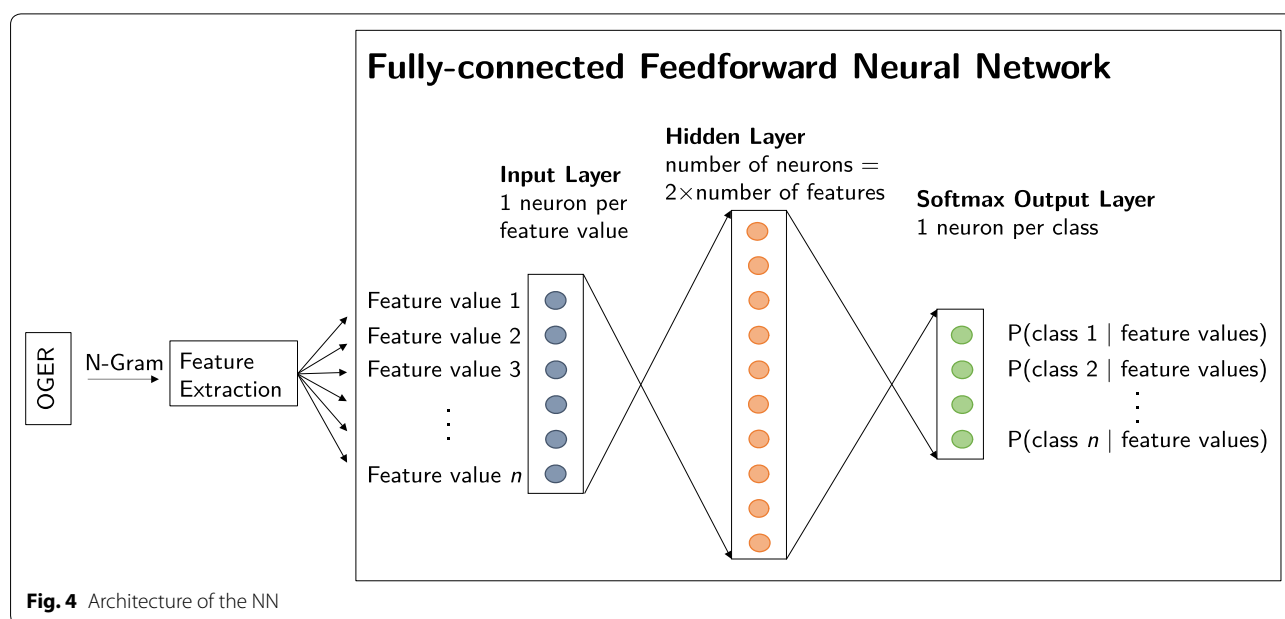 Fully-connected Feedforward Neural Network
Hidden Layer
number of neurons =
2×number of features
Input Layer
1 neuron per
feature value
Softmax Output Layer
1 neuron per class
OGER
N-Gram
Feature
Extraction
Feature value 1
Feature value 2
Feature value 3
⋮
Feature value n
P(class 1 | feature values)
P(class 2 | feature values)
⋮
P(class n | feature values)
Fig. 4 Architecture of the NN